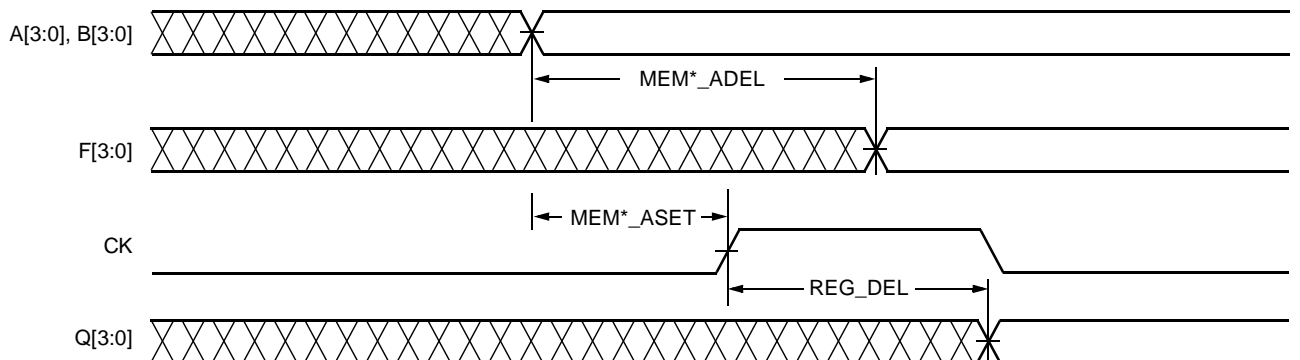 A[3:0], B[3:0]
MEM*_ADEL
F[3:0]
MEM*_ASET
CK
REG_DEL
Q[3:0]